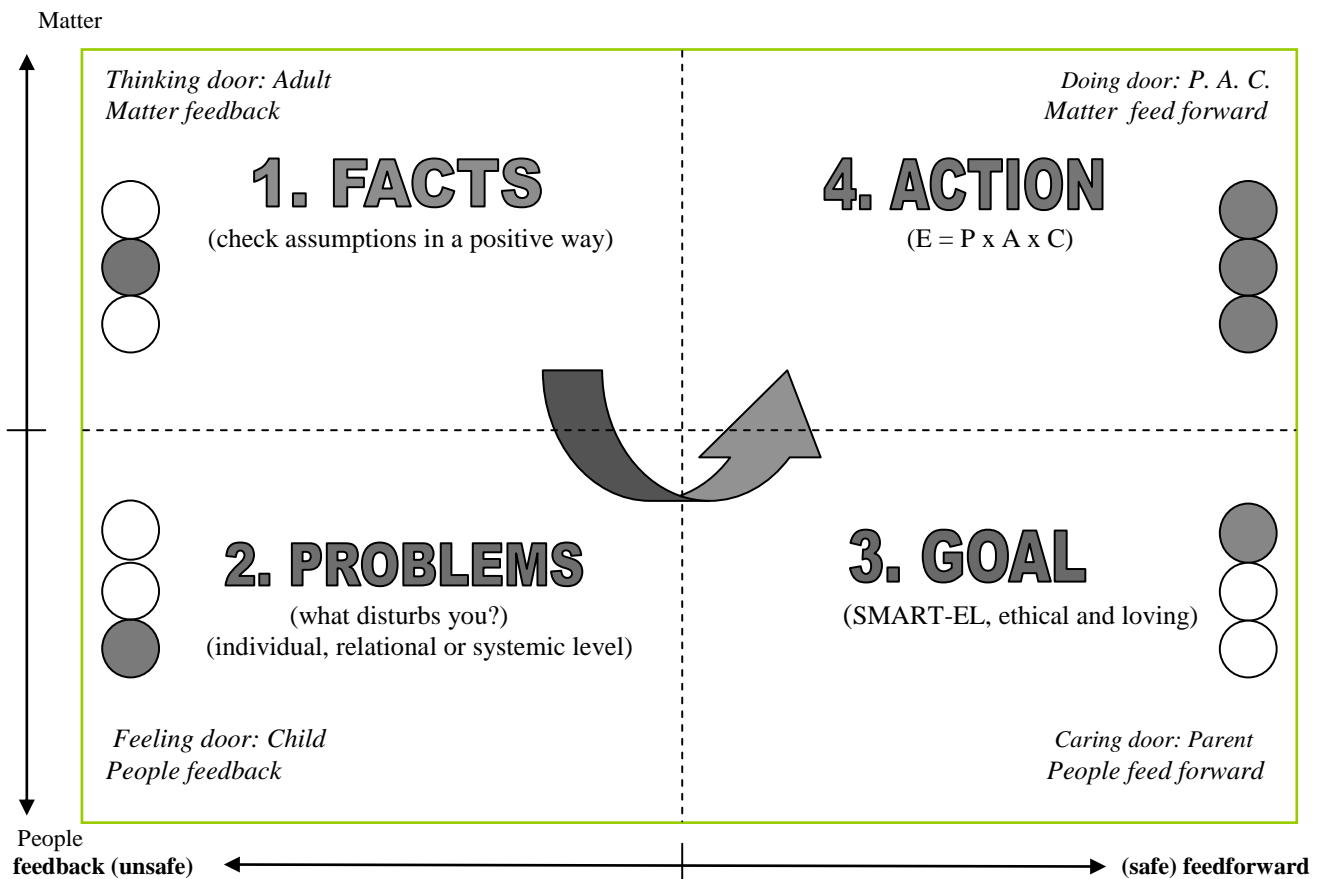 Matter
Thinking door: Adult
Matter feedback
1. FACTS
(check assumptions in a positive way)
Doing door: P. A. C.
Matter feed forward
4. ACTION
(E = P x A x C)
2. PROBLEMS
(what disturbs you?)
(individual, relational or systemic level)
Feeling door: Child
People feedback
3. GOAL
(SMART-EL, ethical and loving)
Caring door: Parent
People feed forward
People
feedback (unsafe)
(safe) feedforward